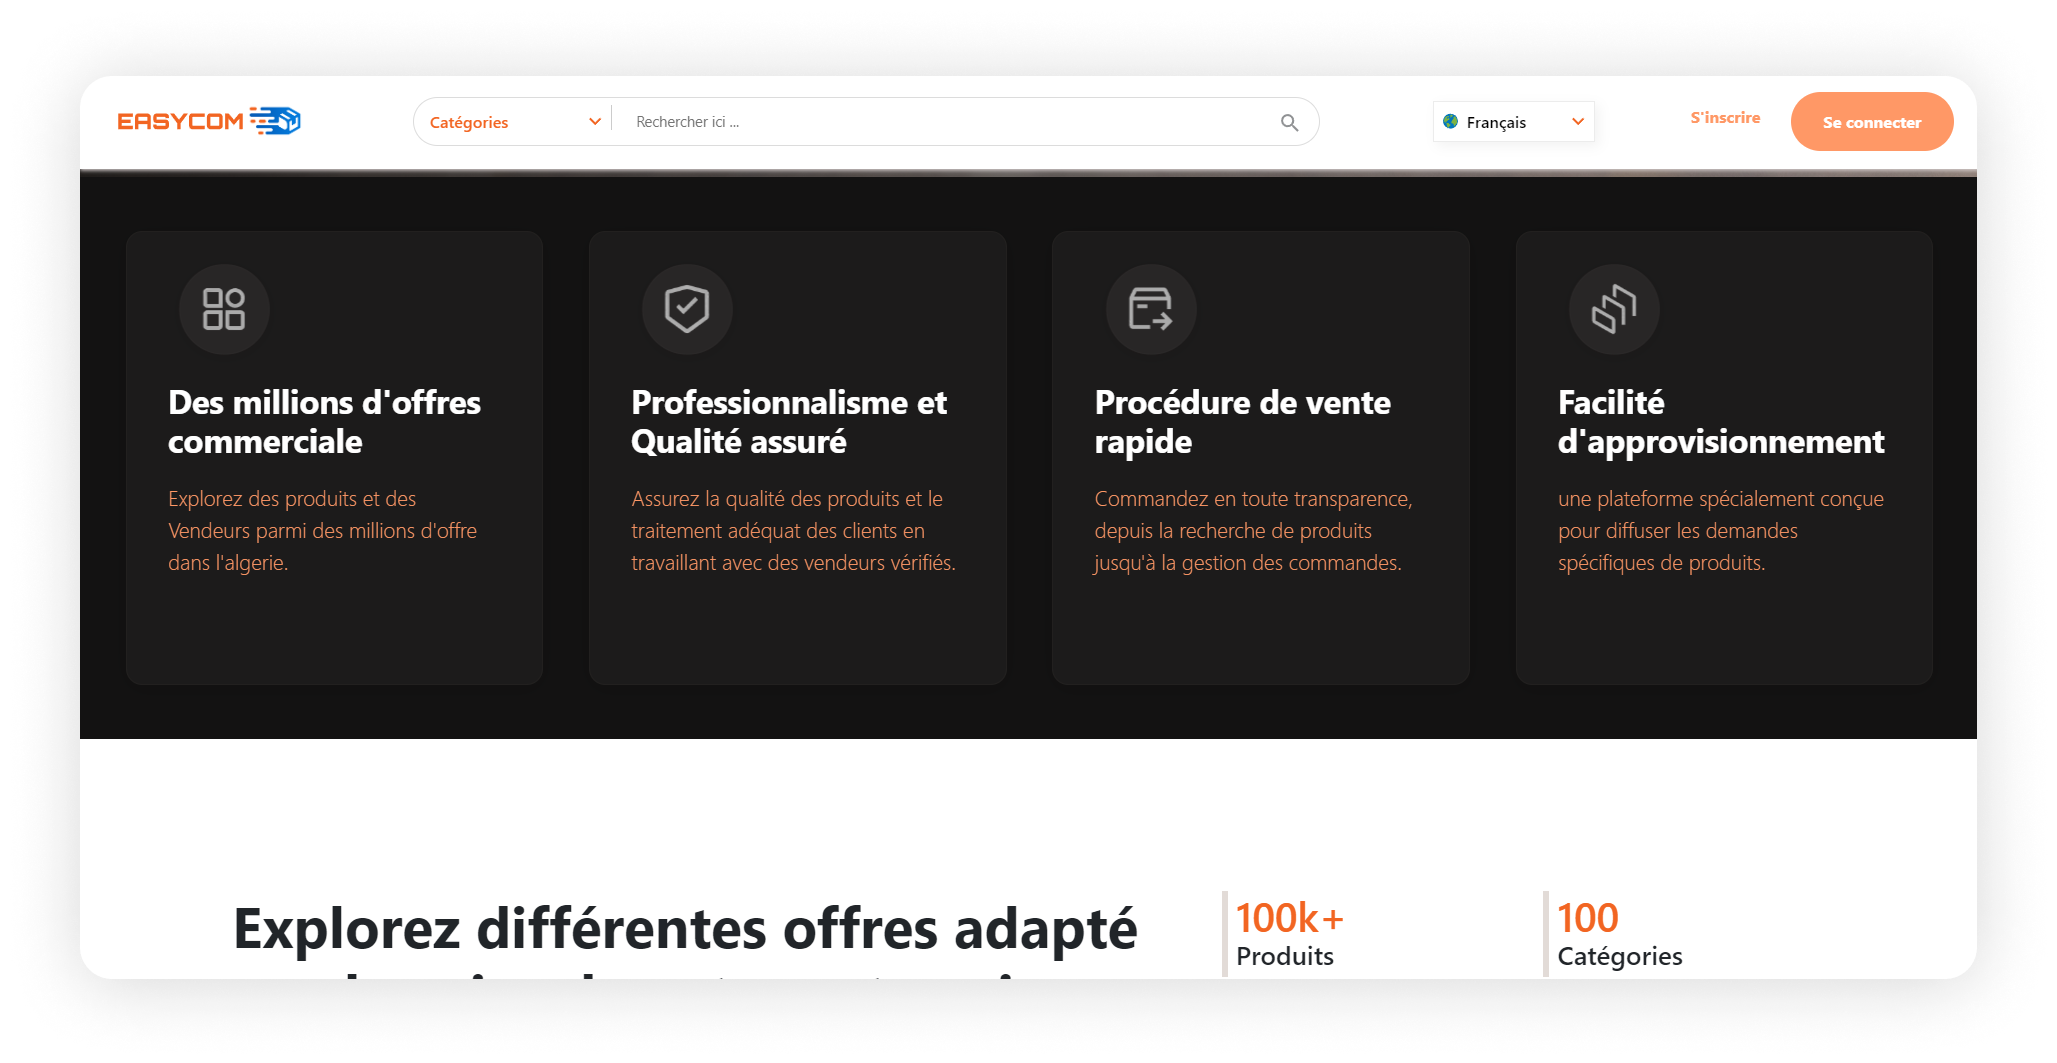 EASYCOM
Catégories
Rechercher ici ...
Français
S'inscrire
Se connecter
Des millions d'offres
commerciale
Explorez des produits et des
Vendeurs parmi des millions d'offre
dans l'algerie.
Professionnalisme et
Qualité assuré
Assurez la qualité des produits et le
traitement adéquat des clients en
travaillant avec des vendeurs vérifiés.
Procédure de vente
rapide
Commandez en toute transparence,
depuis la recherche de produits
jusqu'à la gestion des commandes.
Facilité
d'approvisionnement
une plateforme spécialement conçue
pour diffuser les demandes
spécifiques de produits.
Explorez différentes offres adapté
100k+
Produits
100
Catégories